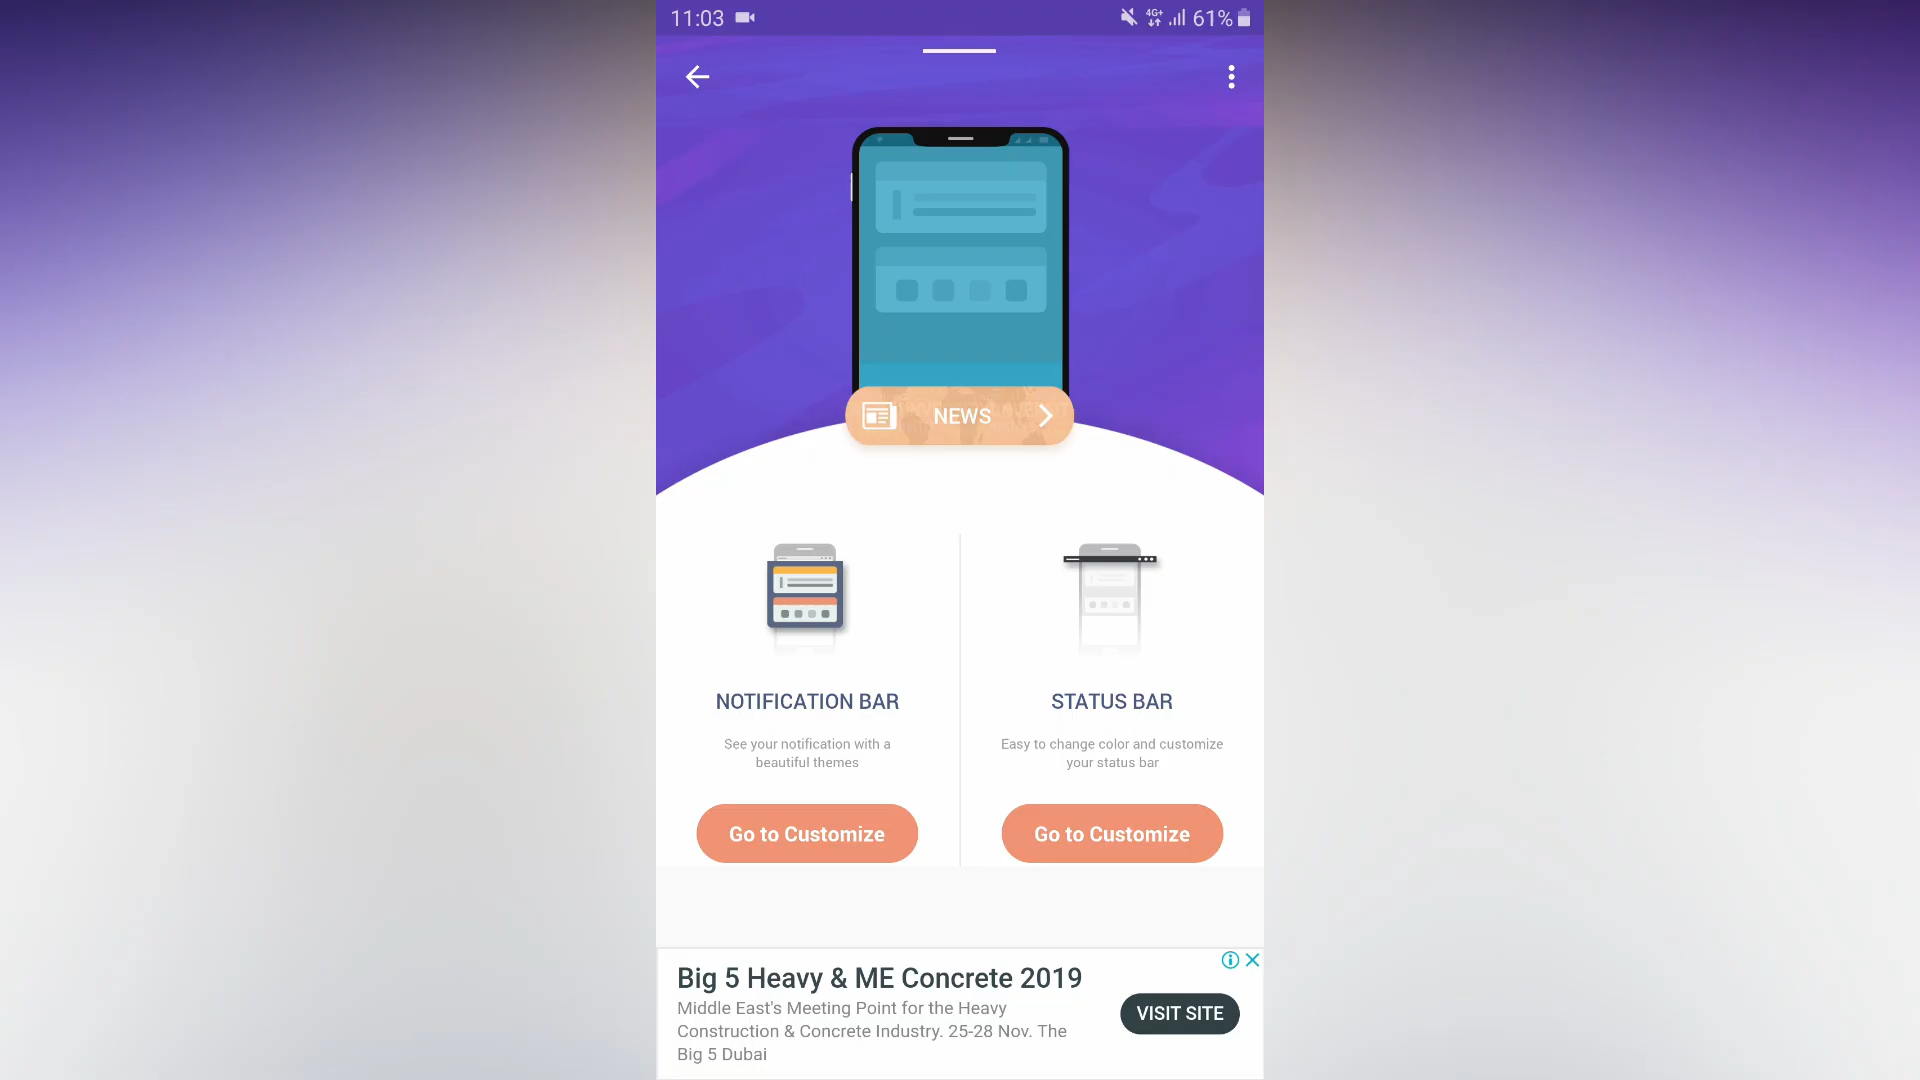 11:03
4G+ 61%
NEWS
NOTIFICATION BAR
See your notification with a
beautiful themes
Go to Customize
STATUS BAR
Easy to change color and customize
your status bar
Go to Customize
Big 5 Heavy & ME Concrete 2019
Middle East's Meeting Point for the Heavy
Construction & Concrete Industry. 25-28 Nov. The
Big 5 Dubai
VISIT SITE